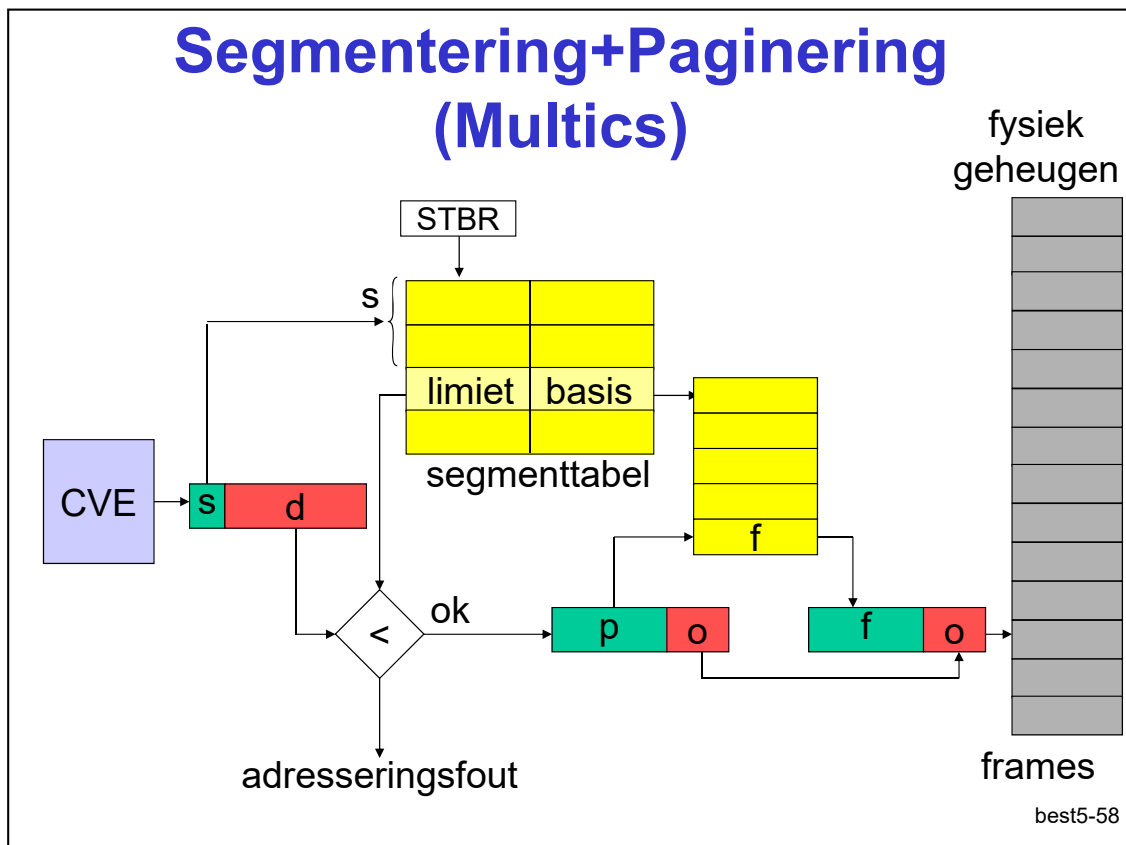 Segmentering+Paginering
(Multics)
fysiek
geheugen
STBR
s
limiet basis
segmenttabel
CVE
s d
f
ok
<
p o
f o
adresseringsfout
frames
best5-58